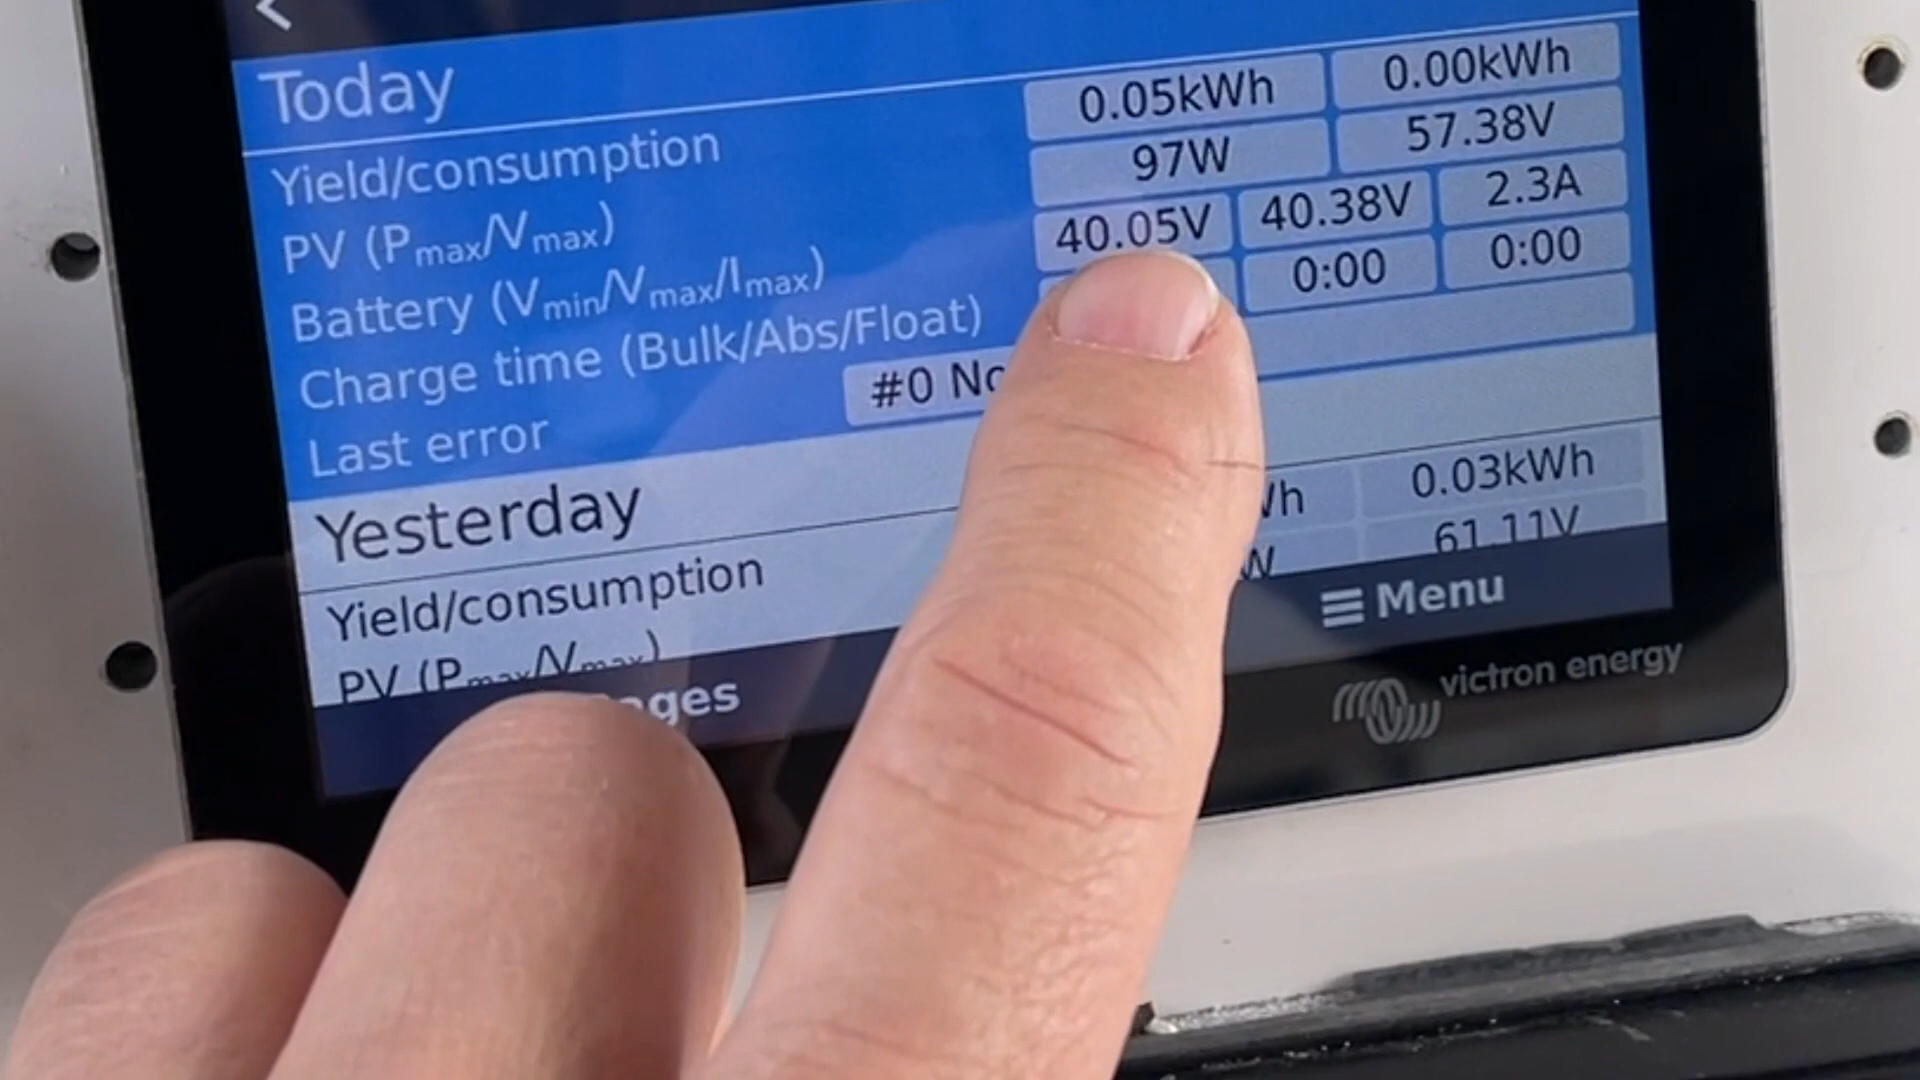 Today
Yield/consumption 0.05kWh 0.00kWh
PV (Pmax/Vmax) 97W 57.38V
Battery (Vmin/Vmax/Imax) 40.05V 40.38V 2.3A
Charge time (Bulk/Abs/Float) 0:00 0:00
Last error #0
Yesterday
Yield/consumption 0.03kWh
PV (Pmax/Vmax) W 61.11V
Menu
victron energy